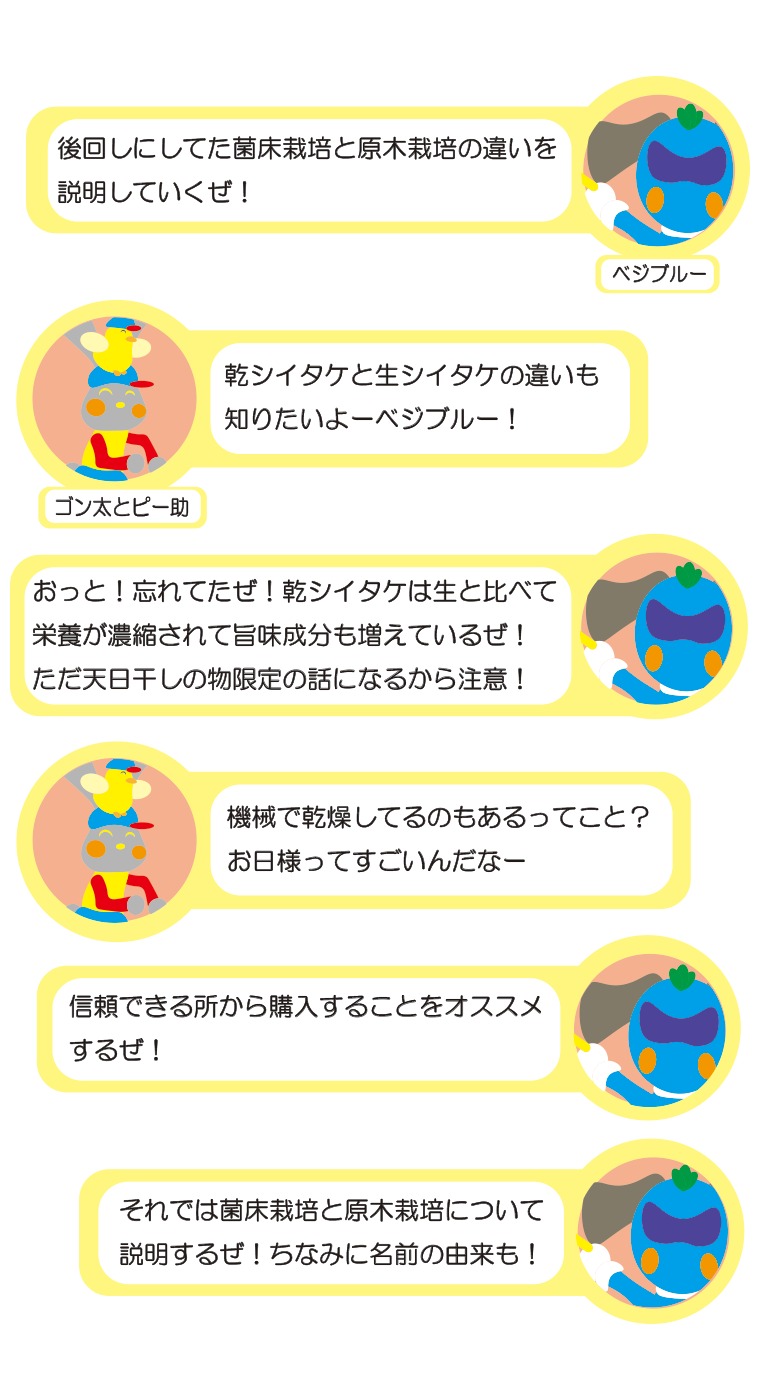 後回しにしてた菌床栽培と原木栽培の違いを
説明していくぜ！
ベジブルー
乾シイタケと生シイタケの違いも
知りたいよーベジブルー！
ゴン太とピー助
おっと！忘れてたぜ！乾シイタケは生と比べて
栄養が濃縮されて旨味成分も増えているぜ！
ただ天日干しの物限定の話になるから注意！
機械で乾燥してるのもあるってこと？
お日様ってすごいんだなー
信頼できる所から購入することをオススメ
するぜ！
それでは菌床栽培と原木栽培について
説明するぜ！ちなみに名前の由来も！